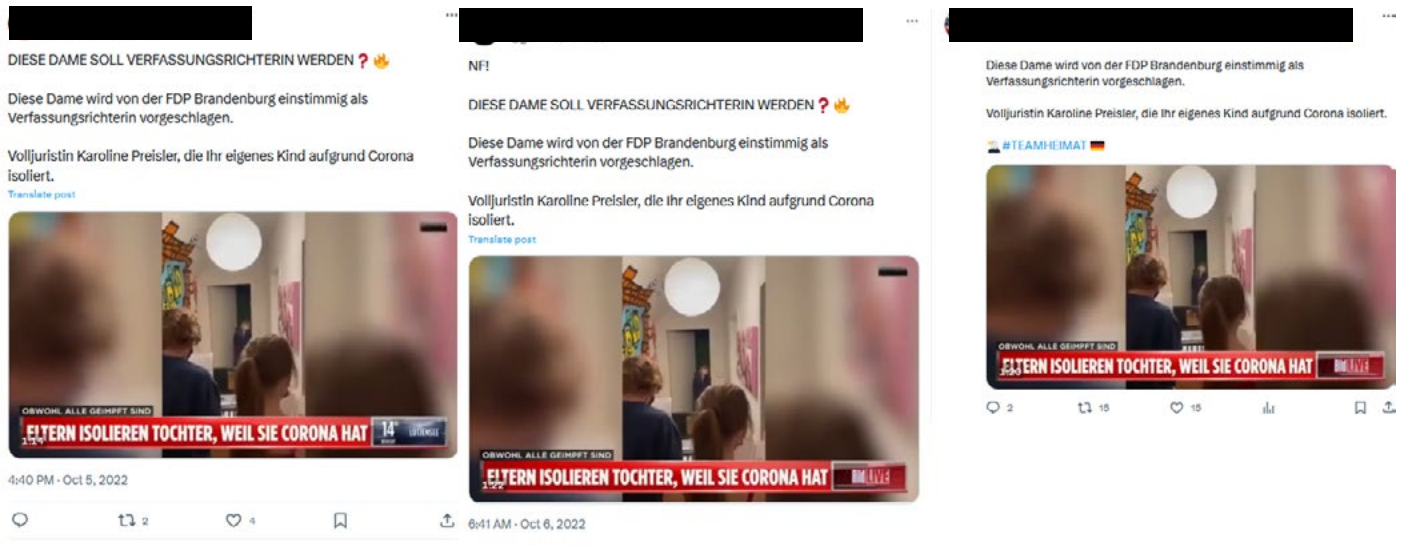 DIESE DAME SOLL VERFASSUNGSRICHTERIN WERDEN❓🔥
Diese Dame wird von der FDP Brandenburg einstimmig als
Verfassungsrichterin vorgeschlagen.
Volljuristin Karoline Preisler, die Ihr eigenes Kind aufgrund Corona
isoliert.
Translate post
OBWOHL ALLE GEIMPFT SIND
ELTERN ISOLIEREN TOCHTER, WEIL SIE CORONA HAT
14°
1:14
4:40 PM · Oct 5, 2022
2 4
NF!
DIESE DAME SOLL VERFASSUNGSRICHTERIN WERDEN❓🔥
Diese Dame wird von der FDP Brandenburg einstimmig als
Verfassungsrichterin vorgeschlagen.
Volljuristin Karoline Preisler, die Ihr eigenes Kind aufgrund Corona
isoliert.
Translate post
OBWOHL ALLE GEIMPFT SIND
ELTERN ISOLIEREN TOCHTER, WEIL SIE CORONA HAT
LIVE
1:22
6:41 AM · Oct 6, 2022
Diese Dame wird von der FDP Brandenburg einstimmig als
Verfassungsrichterin vorgeschlagen.
Volljuristin Karoline Preisler, die Ihr eigenes Kind aufgrund Corona isoliert.
#TEAMHEIMAT
OBWOHL ALLE GEIMPFT SIND
ELTERN ISOLIEREN TOCHTER, WEIL SIE CORONA HAT
LIVE
2 15 15